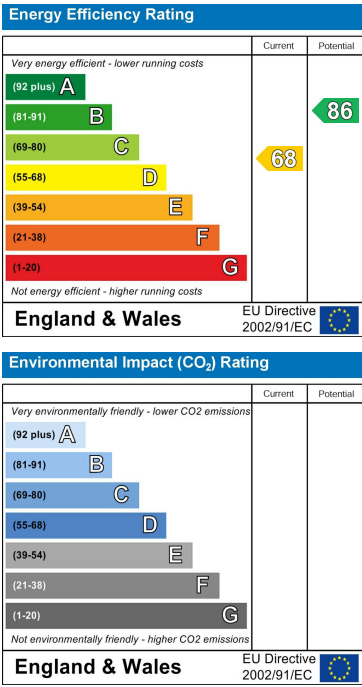 Energy Efficiency Rating
Current Potential
Very energy efficient - lower running costs
(92 plus) A
(81-91) B
86
(69-80) C
68
(55-68) D
(39-54) E
(21-38) F
(1-20) G
Not energy efficient - higher running costs
England & Wales
EU Directive
2002/91/EC
Environmental Impact (CO₂) Rating
Current Potential
Very environmentally friendly - lower CO2 emissions
(92 plus) A
(81-91) B
(69-80) C
(55-68) D
(39-54) E
(21-38) F
(1-20) G
Not environmentally friendly - higher CO2 emissions
England & Wales
EU Directive
2002/91/EC